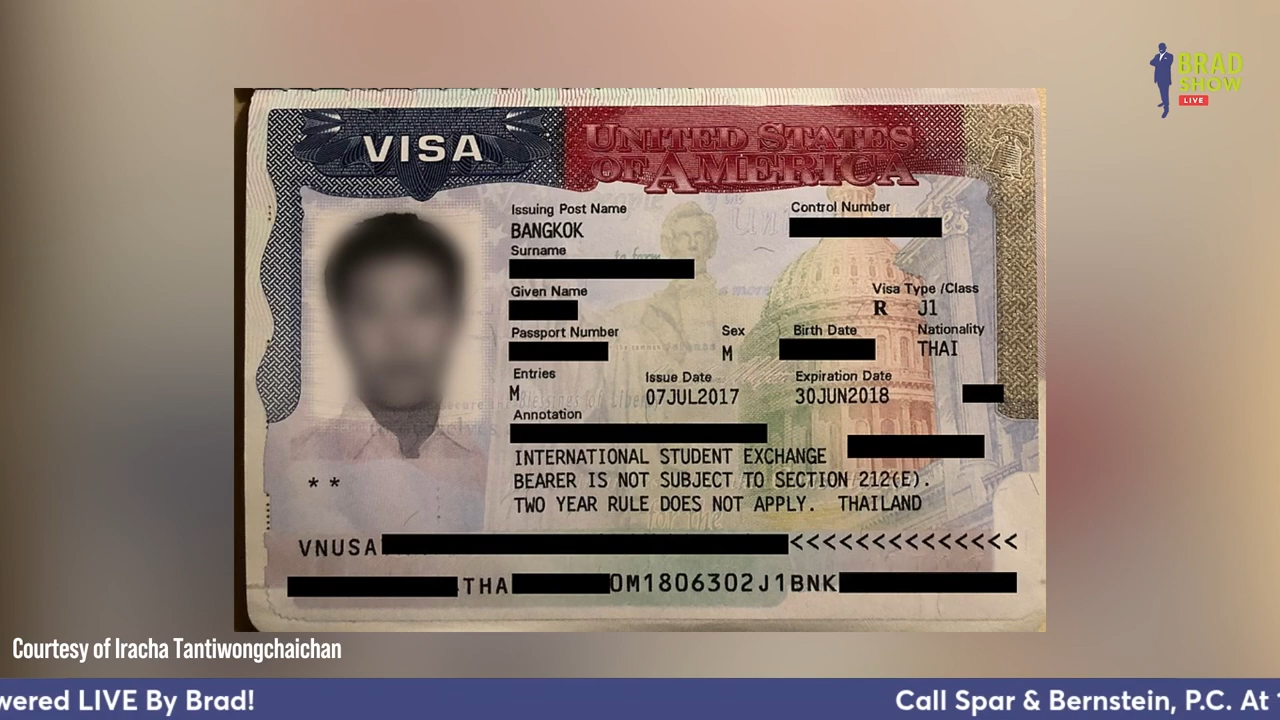 BRAD
SHOW
LIVE
VISA
UNITED STATES
OF AMERICA
Issuing Post Name
BANGKOK
Control Number
Surname
Given Name
Visa Type /Class
R J1
Passport Number
Sex
M
Birth Date
Nationality
THAI
Entries
M
Issue Date
07JUL2017
Expiration Date
30JUN2018
Annotation
INTERNATIONAL STUDENT EXCHANGE
BEARER IS NOT SUBJECT TO SECTION 212(E).
TWO YEAR RULE DOES NOT APPLY. THAILAND
**
VNUSA <<<<<<<<<<<<<<
THA 0M1806302J1BNK
Courtesy of Iracha Tantiwongchaichan
wered LIVE By Brad!
Call Spar & Bernstein, P.C. At